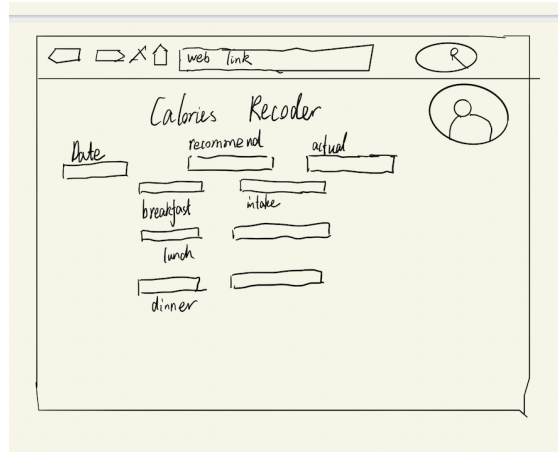 web link
R
Calories Recoder
Date recommend actual
breakfast intake
lunch
dinner